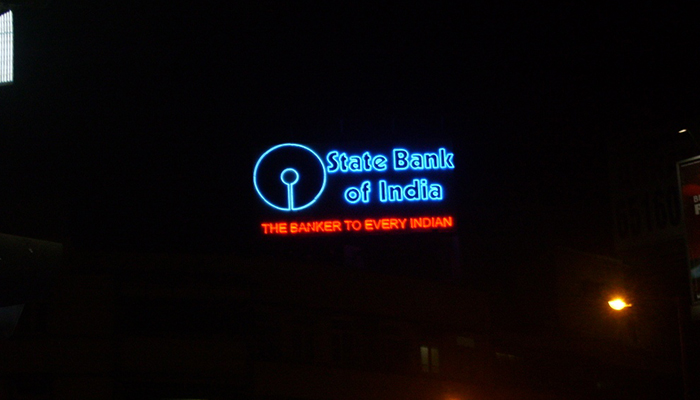 State Bank
of India
THE BANKER TO EVERY INDIAN